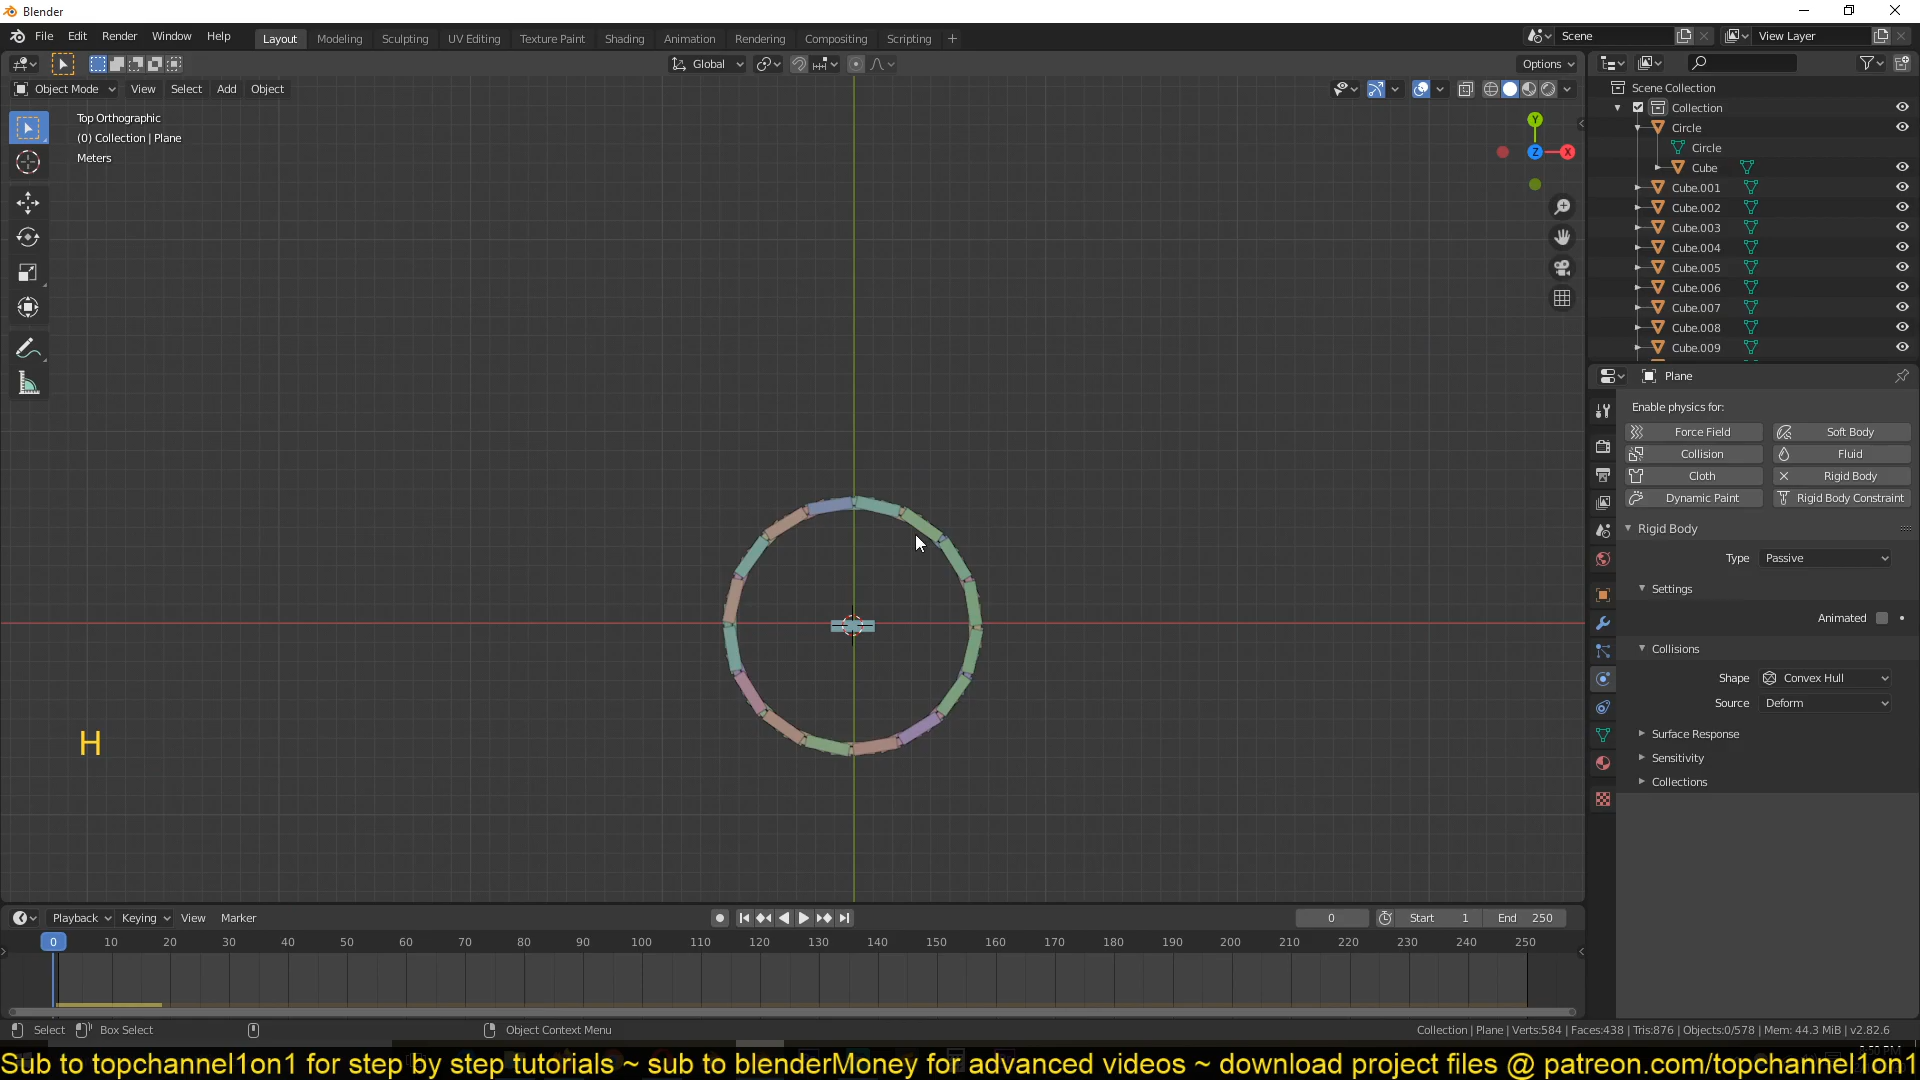 Blender
File Edit Render Window Help Layout Modeling Sculpting UV Editing Texture Paint Shading Animation Rendering Compositing Scripting + Scene View Layer
Global Options
Object Mode View Select Add Object
Top Orthographic
(0) Collection | Plane
Meters
Y
Z X
H
Scene Collection
Collection
Circle
Circle
Cube
Cube.001
Cube.002
Cube.003
Cube.004
Cube.005
Cube.006
Cube.007
Cube.008
Cube.009
Plane
Enable physics for:
Force Field Soft Body
Collision Fluid
Cloth Rigid Body
Dynamic Paint Rigid Body Constraint
Rigid Body
Type Passive
Settings
Animated
Collisions
Shape Convex Hull
Source Deform
Surface Response
Sensitivity
Collections
Playback Keying View Marker 0 Start 1 End 250
0 10 20 30 40 50 60 70 80 90 100 110 120 130 140 150 160 170 180 190 200 210 220 230 240 250
Select Box Select Object Context Menu Collection | Plane | Verts:584 | Faces:438 | Tris:876 | Objects:0/578 | Mem: 44.3 MiB | v2.82.6
Sub to topchannel1on1 for step by step tutorials ~ sub to blenderMoney for advanced videos ~ download project files @ patreon.com/topchannel1on1